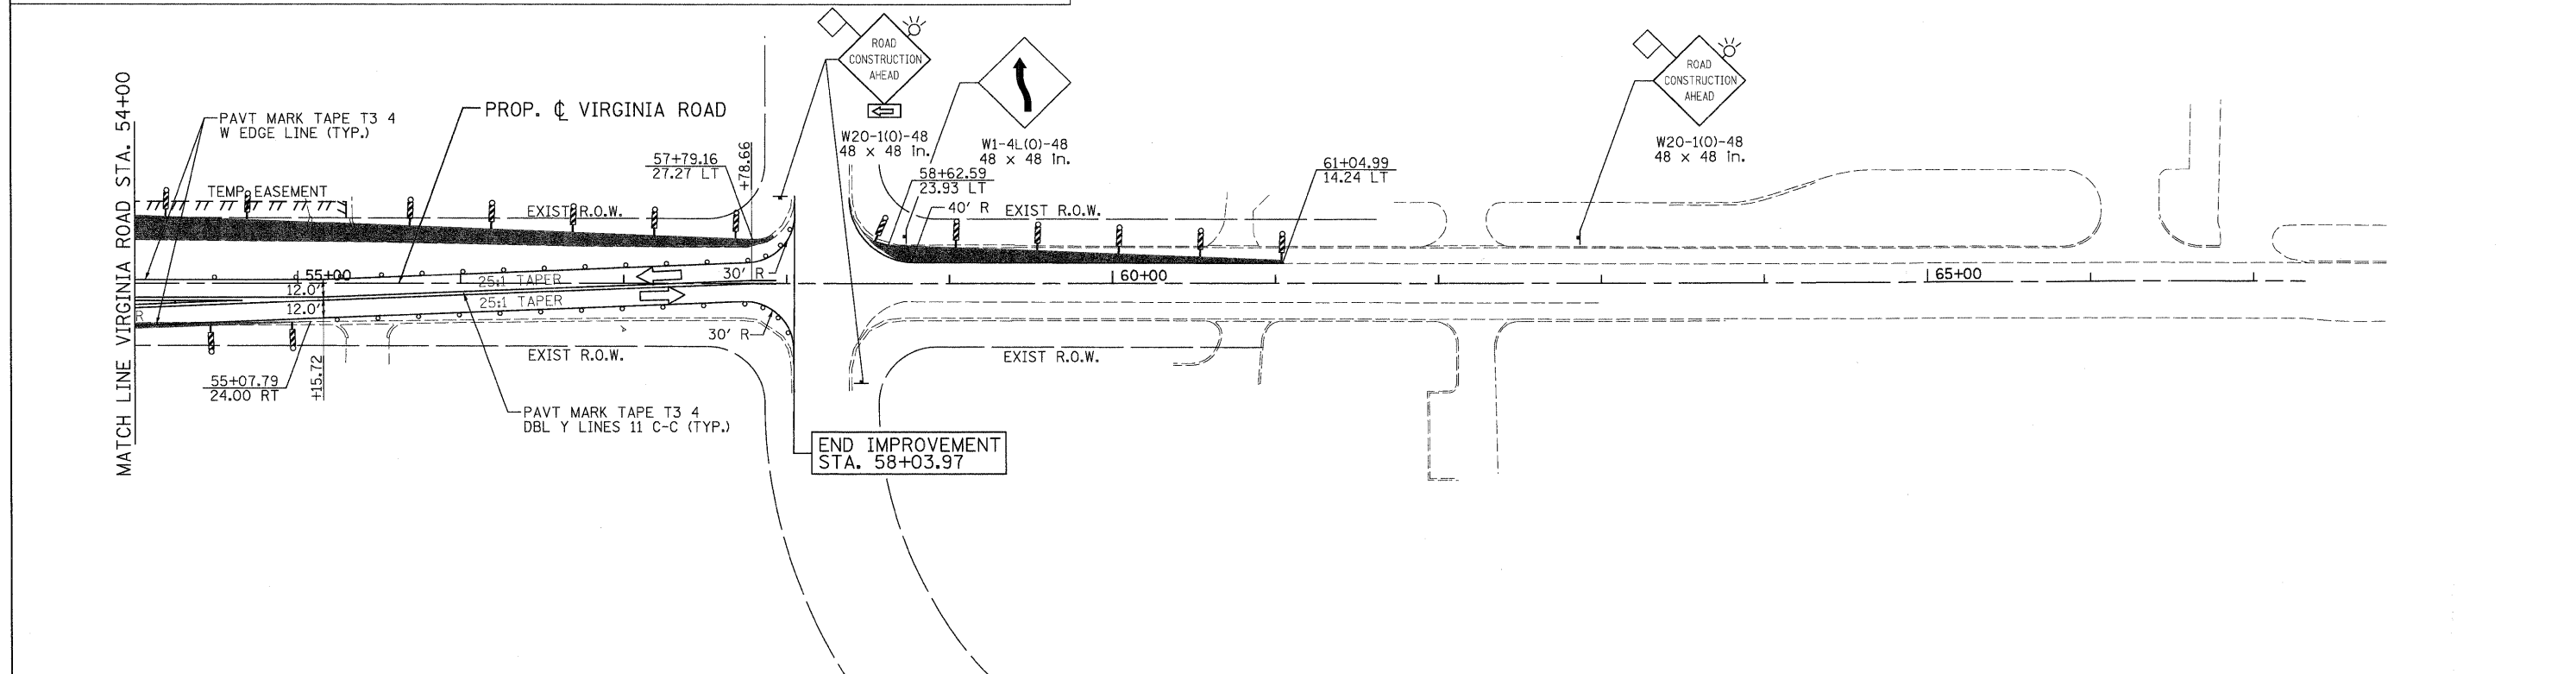 MATCH LINE VIRGINIA ROAD STA. 54+00
PAVT MARK TAPE T3 4
W EDGE LINE (TYP.)
PROP. ℄ VIRGINIA ROAD
TEMP EASEMENT
EXIST R.O.W.
57+79.16
27.27 LT
+78.66
ROAD
CONSTRUCTION
AHEAD
W20-1(O)-48
48 x 48 in.
W1-4L(O)-48
48 x 48 in.
58+62.59
23.93 LT
40' R
EXIST R.O.W.
61+04.99
14.24 LT
ROAD
CONSTRUCTION
AHEAD
W20-1(O)-48
48 x 48 in.
55+00
12.0'
12.0'
R
25:1 TAPER
25:1 TAPER
30' R
30' R
60+00
65+00
EXIST R.O.W.
EXIST R.O.W.
55+07.79
24.00 RT
+15.72
PAVT MARK TAPE T3 4
DBL Y LINES 11 C-C (TYP.)
END IMPROVEMENT
STA. 58+03.97